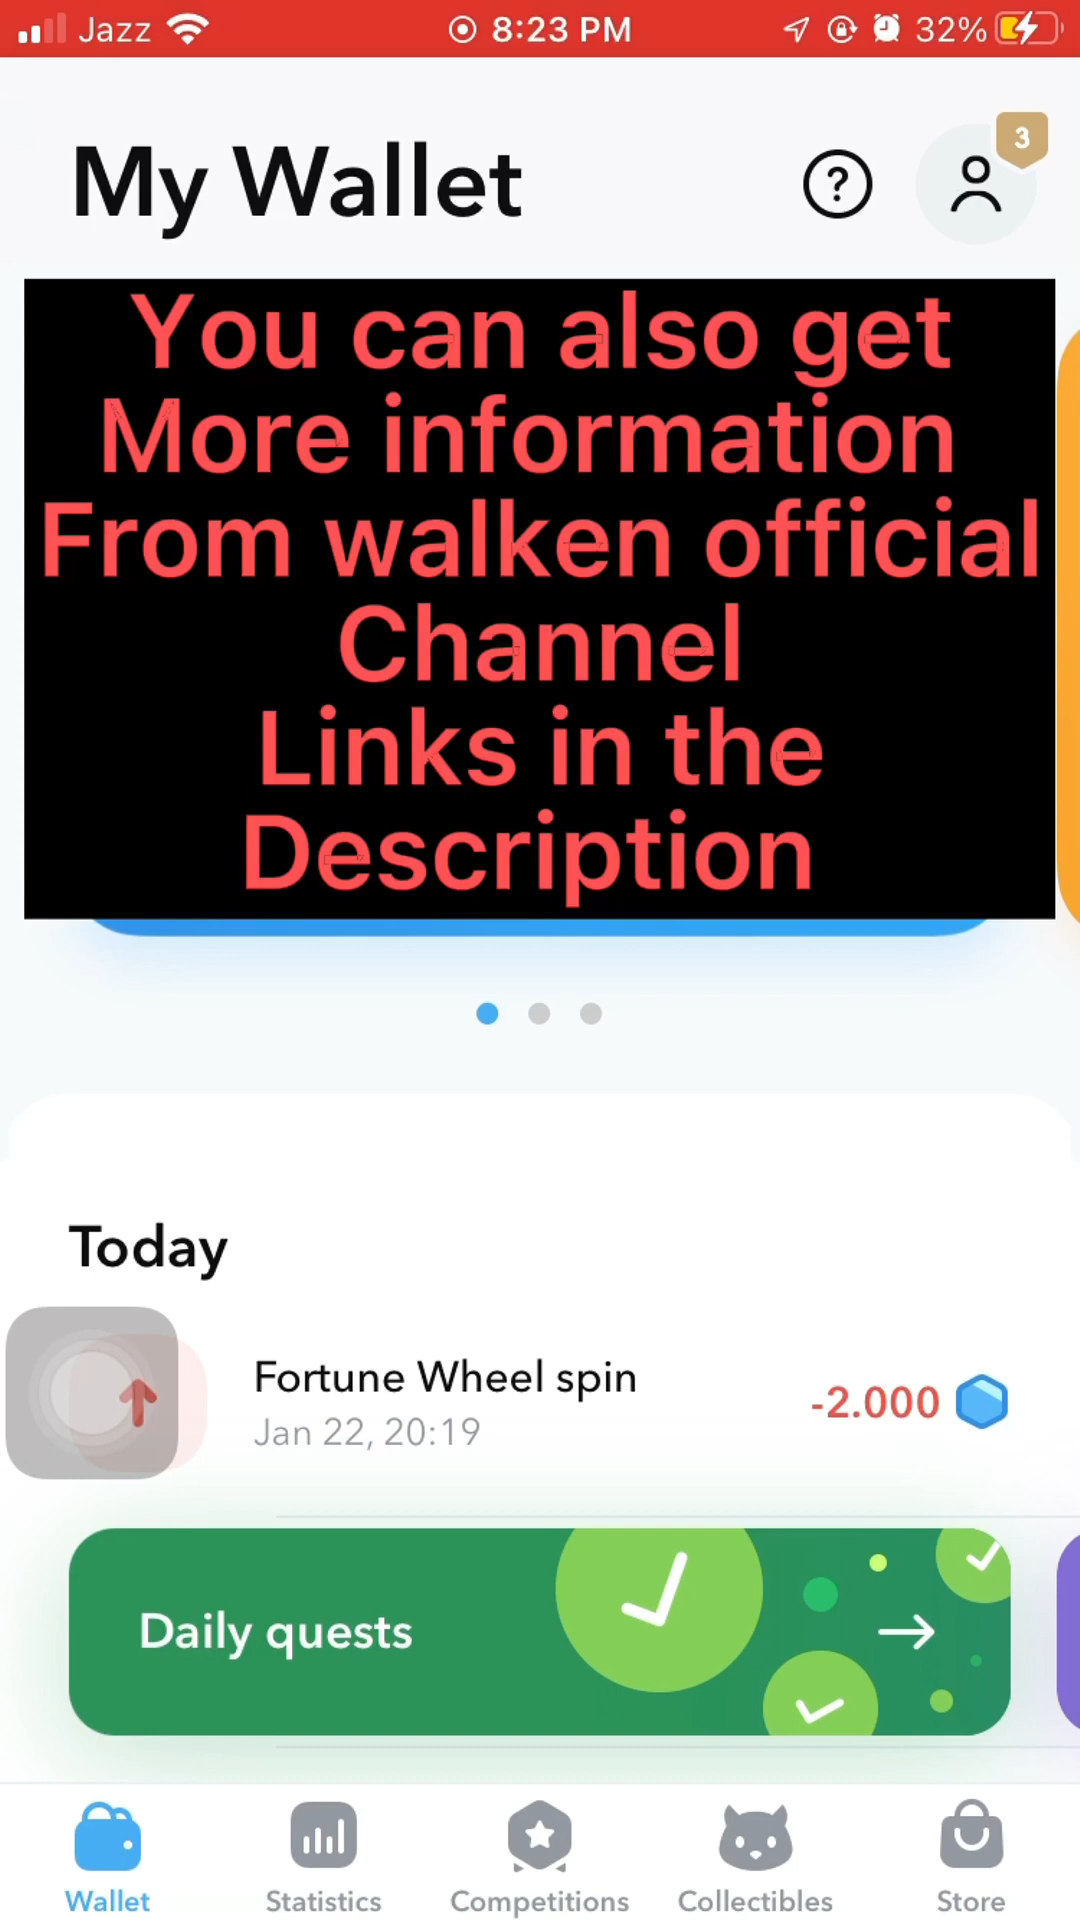 Jazz 8:23 PM 32%
My Wallet
?
3
You can also get
More information
From walken official
Channel
Links in the
Description
Today
Fortune Wheel spin
-2.000
Jan 22, 20:19
Daily quests
Wallet Statistics Competitions Collectibles Store